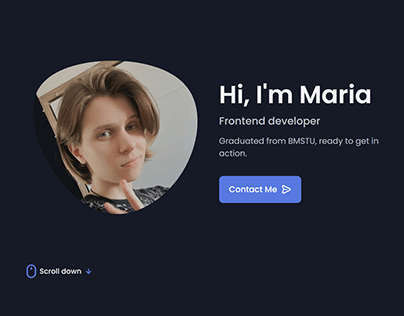 Hi, I'm Maria
Frontend developer
Graduated from BMSTU, ready to get in
action.
Contact Me
Scroll down